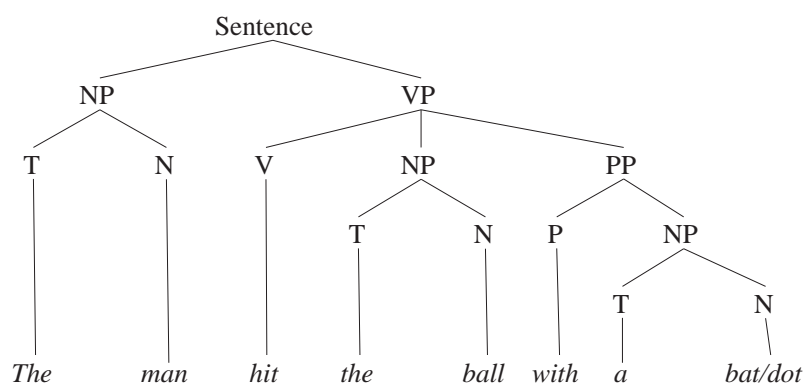 Sentence
NP VP
T N V NP PP
T N P NP
T N
The man hit the ball with a bat/dot